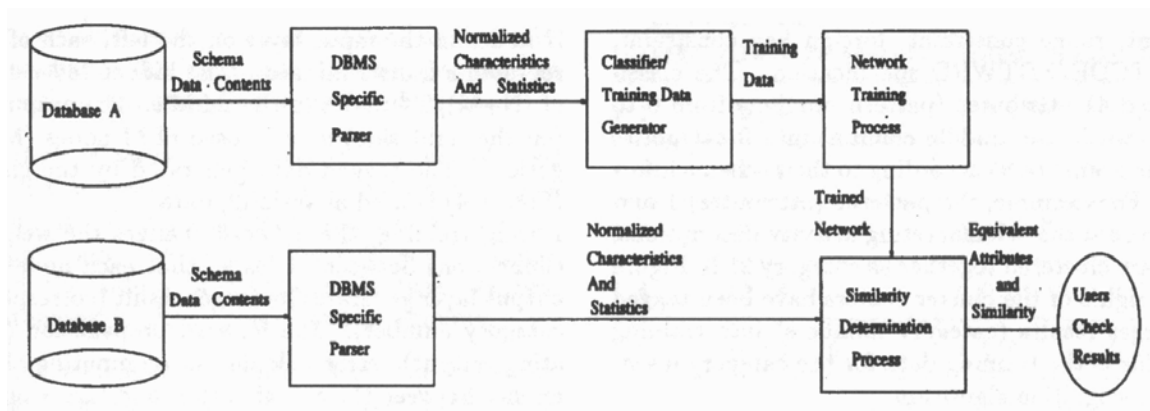 Database A
Schema
Data Contents
DBMS
Specific
Parser
Normalized
Characteristics
And Statistics
Classifier/
Training Data
Generator
Training
Data
Network
Training
Process
Trained
Network
Database B
Schema
Data Contents
DBMS
Specific
Parser
Normalized
Characteristics
And
Statistics
Similarity
Determination
Process
Equivalent
Attributes
and
Similarity
Users
Check
Results